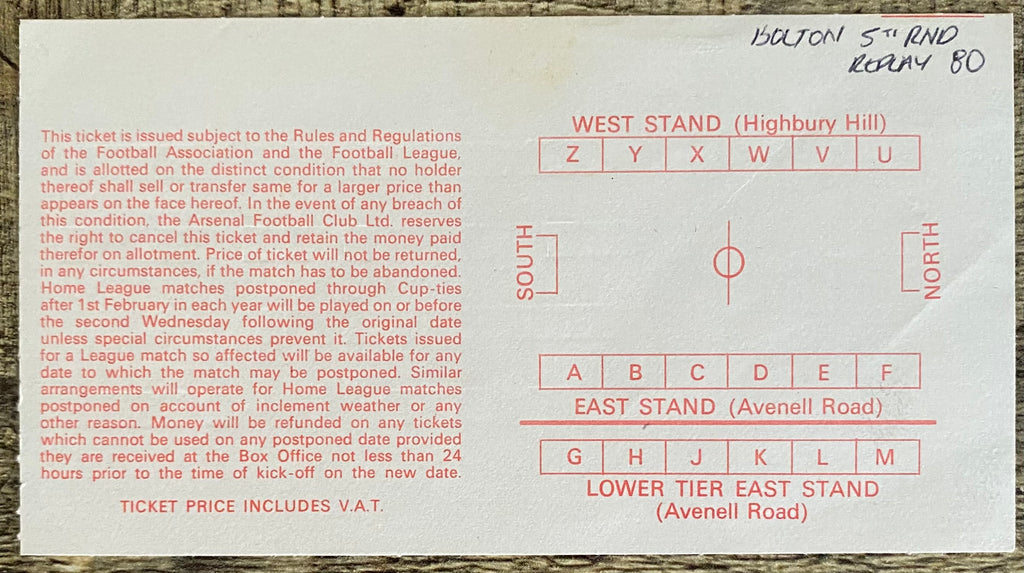 BOLTON 5TH RND
REPLAY 80
This ticket is issued subject to the Rules and Regulations
of the Football Association and the Football League,
and is allotted on the distinct condition that no holder
thereof shall sell or transfer same for a larger price than
appears on the face hereof. In the event of any breach of
this condition, the Arsenal Football Club Ltd. reserves
the right to cancel this ticket and retain the money paid
therefor on allotment. Price of ticket will not be returned,
in any circumstances, if the match has to be abandoned.
Home League matches postponed through Cup-ties
after 1st February in each year will be played on or before
the second Wednesday following the original date
unless special circumstances prevent it. Tickets issued
for a League match so affected will be available for any
date to which the match may be postponed. Similar
arrangements will operate for Home League matches
postponed on account of inclement weather or any
other reason. Money will be refunded on any tickets
which cannot be used on any postponed date provided
they are received at the Box Office not less than 24
hours prior to the time of kick-off on the new date.
TICKET PRICE INCLUDES V.A.T.
WEST STAND (Highbury Hill)
Z Y X W V U
SOUTH
NORTH
A B C D E F
EAST STAND (Avenell Road)
G H J K L M
LOWER TIER EAST STAND
(Avenell Road)